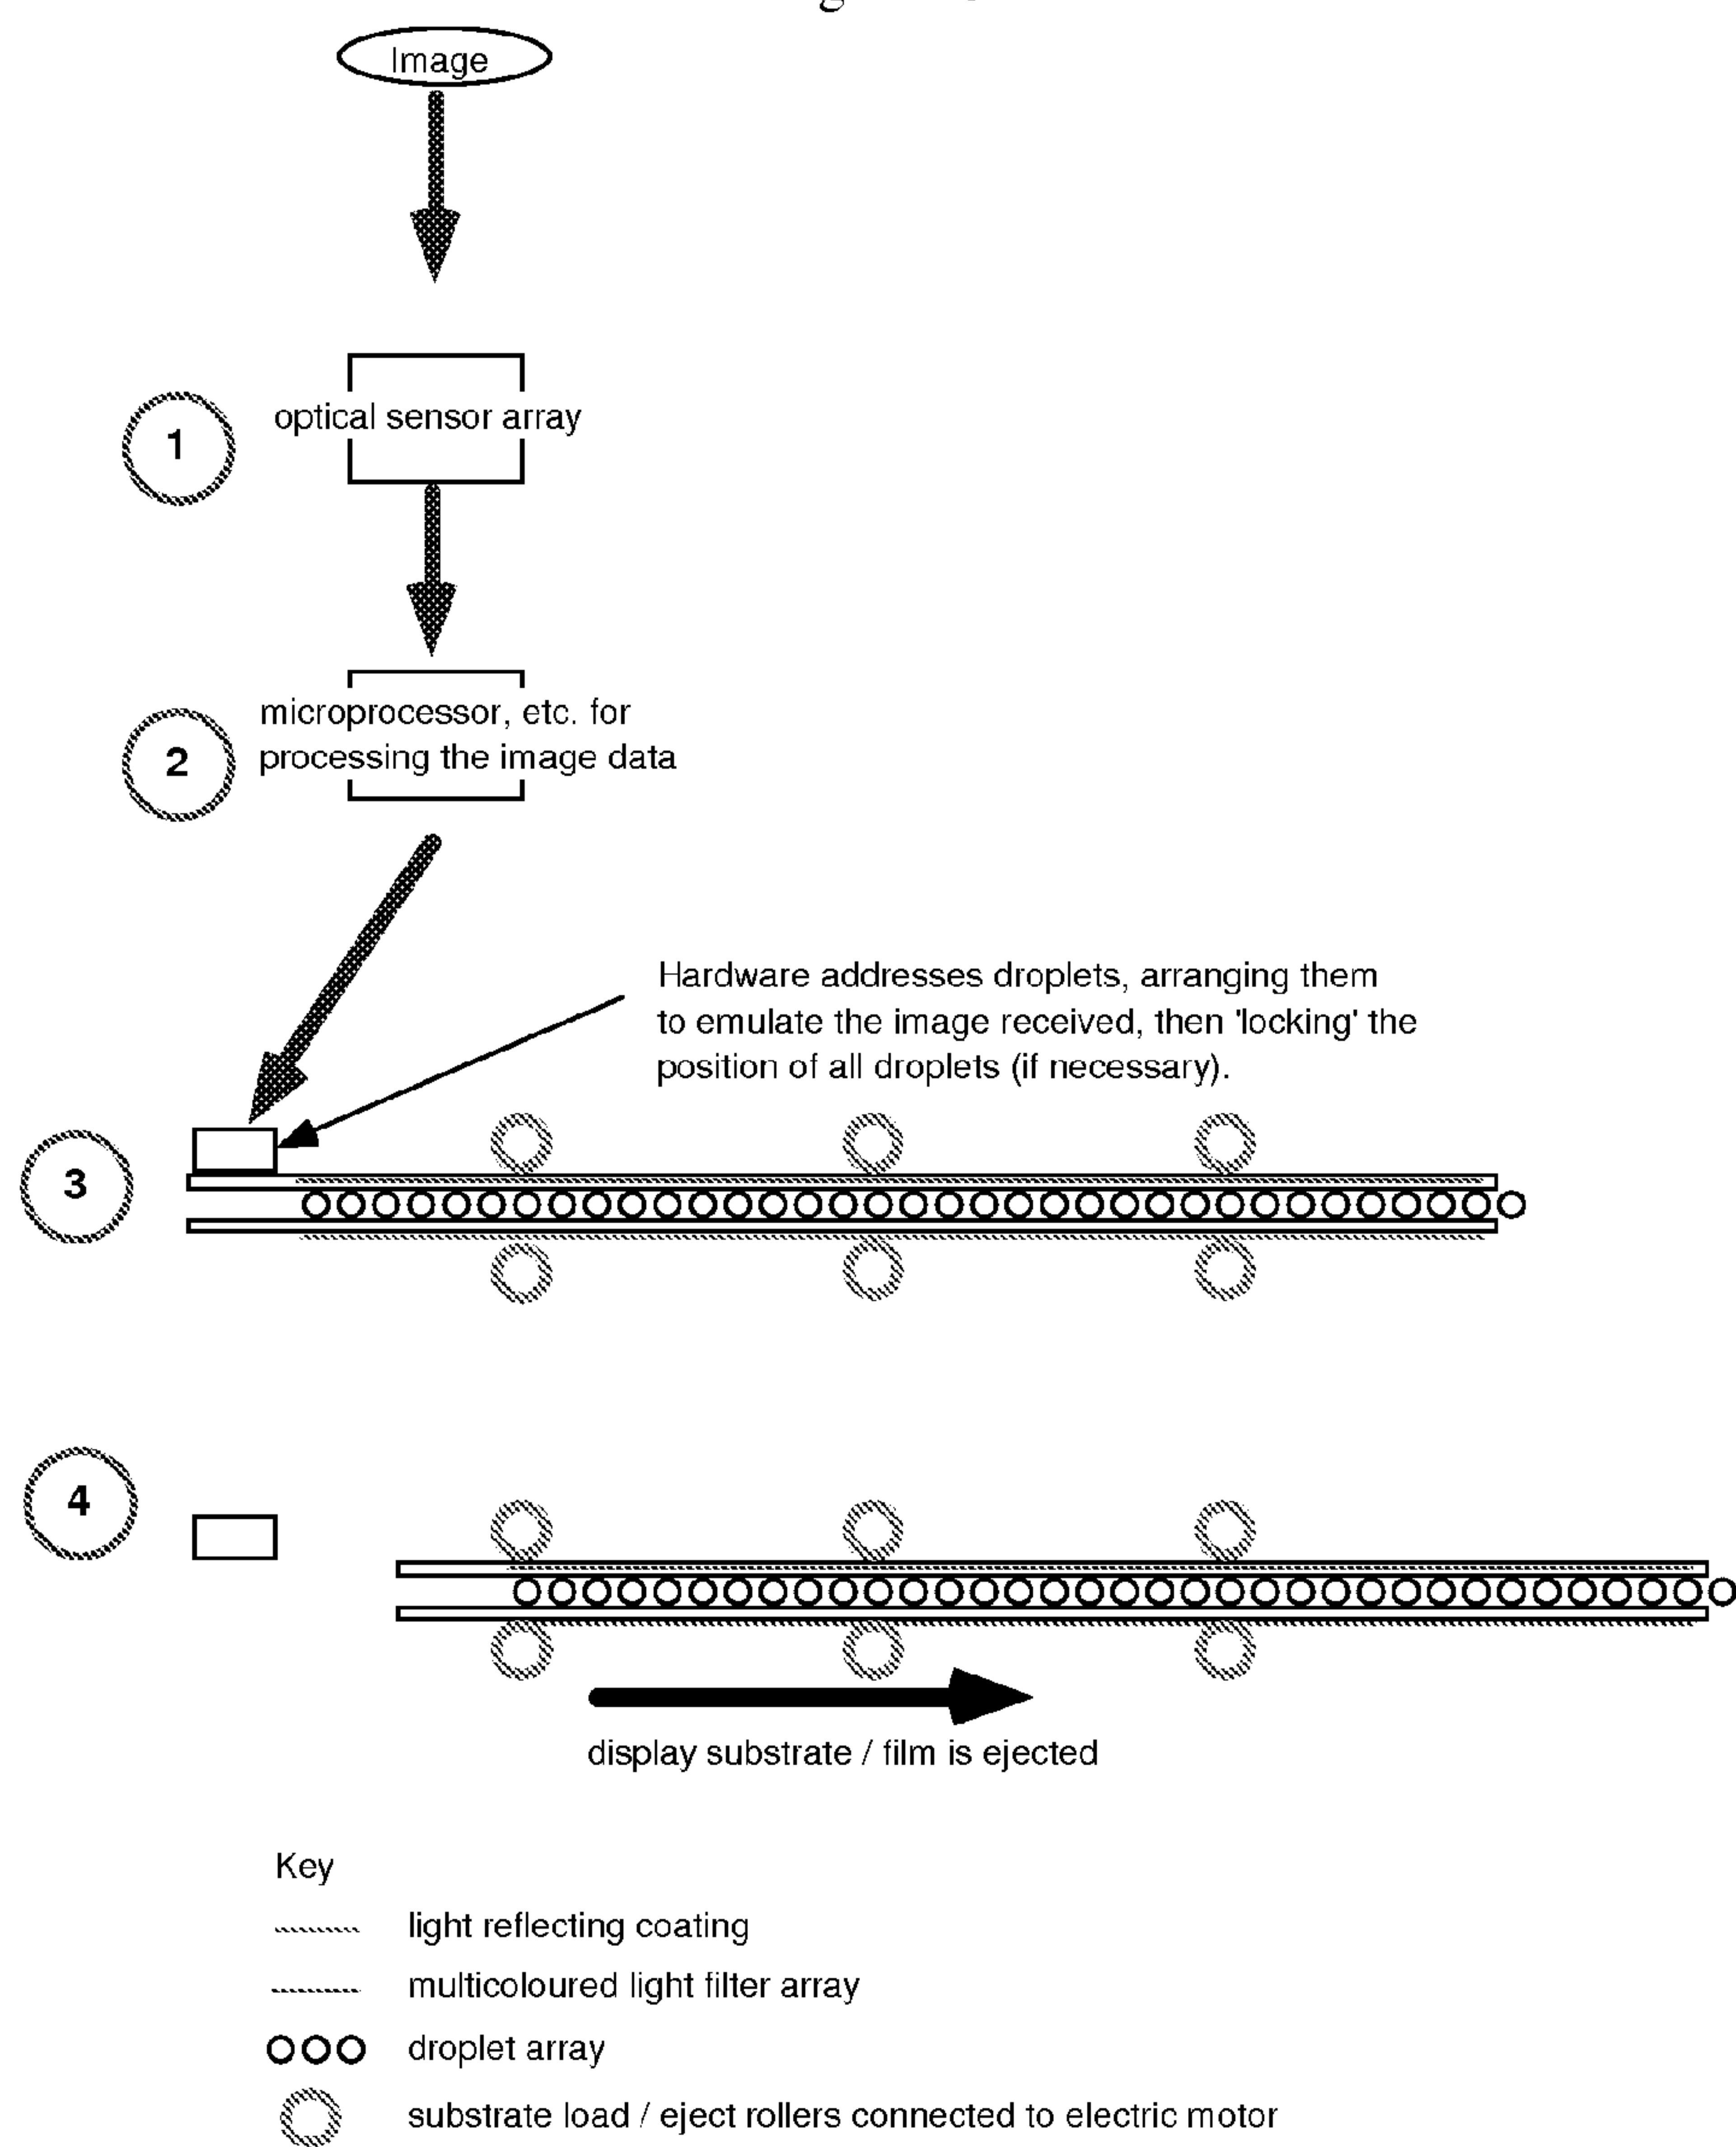 Image
1
optical sensor array
2
microprocessor, etc. for
processing the image data
Hardware addresses droplets, arranging them
to emulate the image received, then 'locking' the
position of all droplets (if necessary).
3
4
display substrate / film is ejected
Key
light reflecting coating
multicoloured light filter array
droplet array
substrate load / eject rollers connected to electric motor